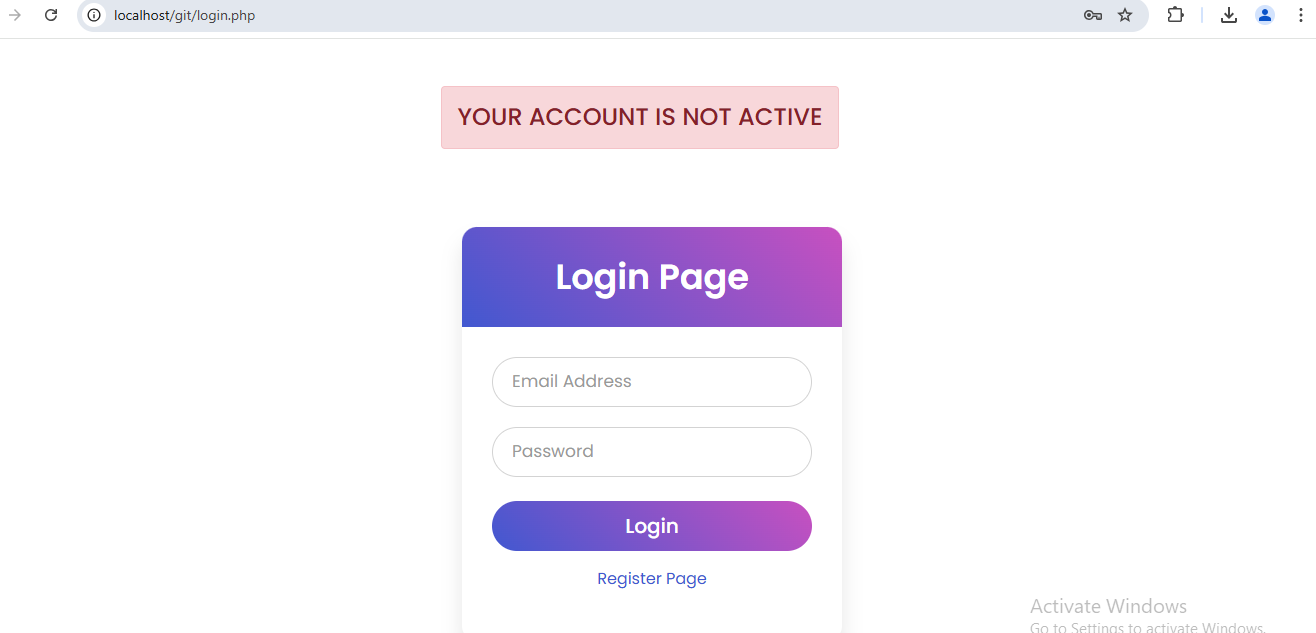 localhost/git/login.php
YOUR ACCOUNT IS NOT ACTIVE
Login Page
Email Address
Password
Login
Register Page
Activate Windows
Go to Settings to activate Windows.